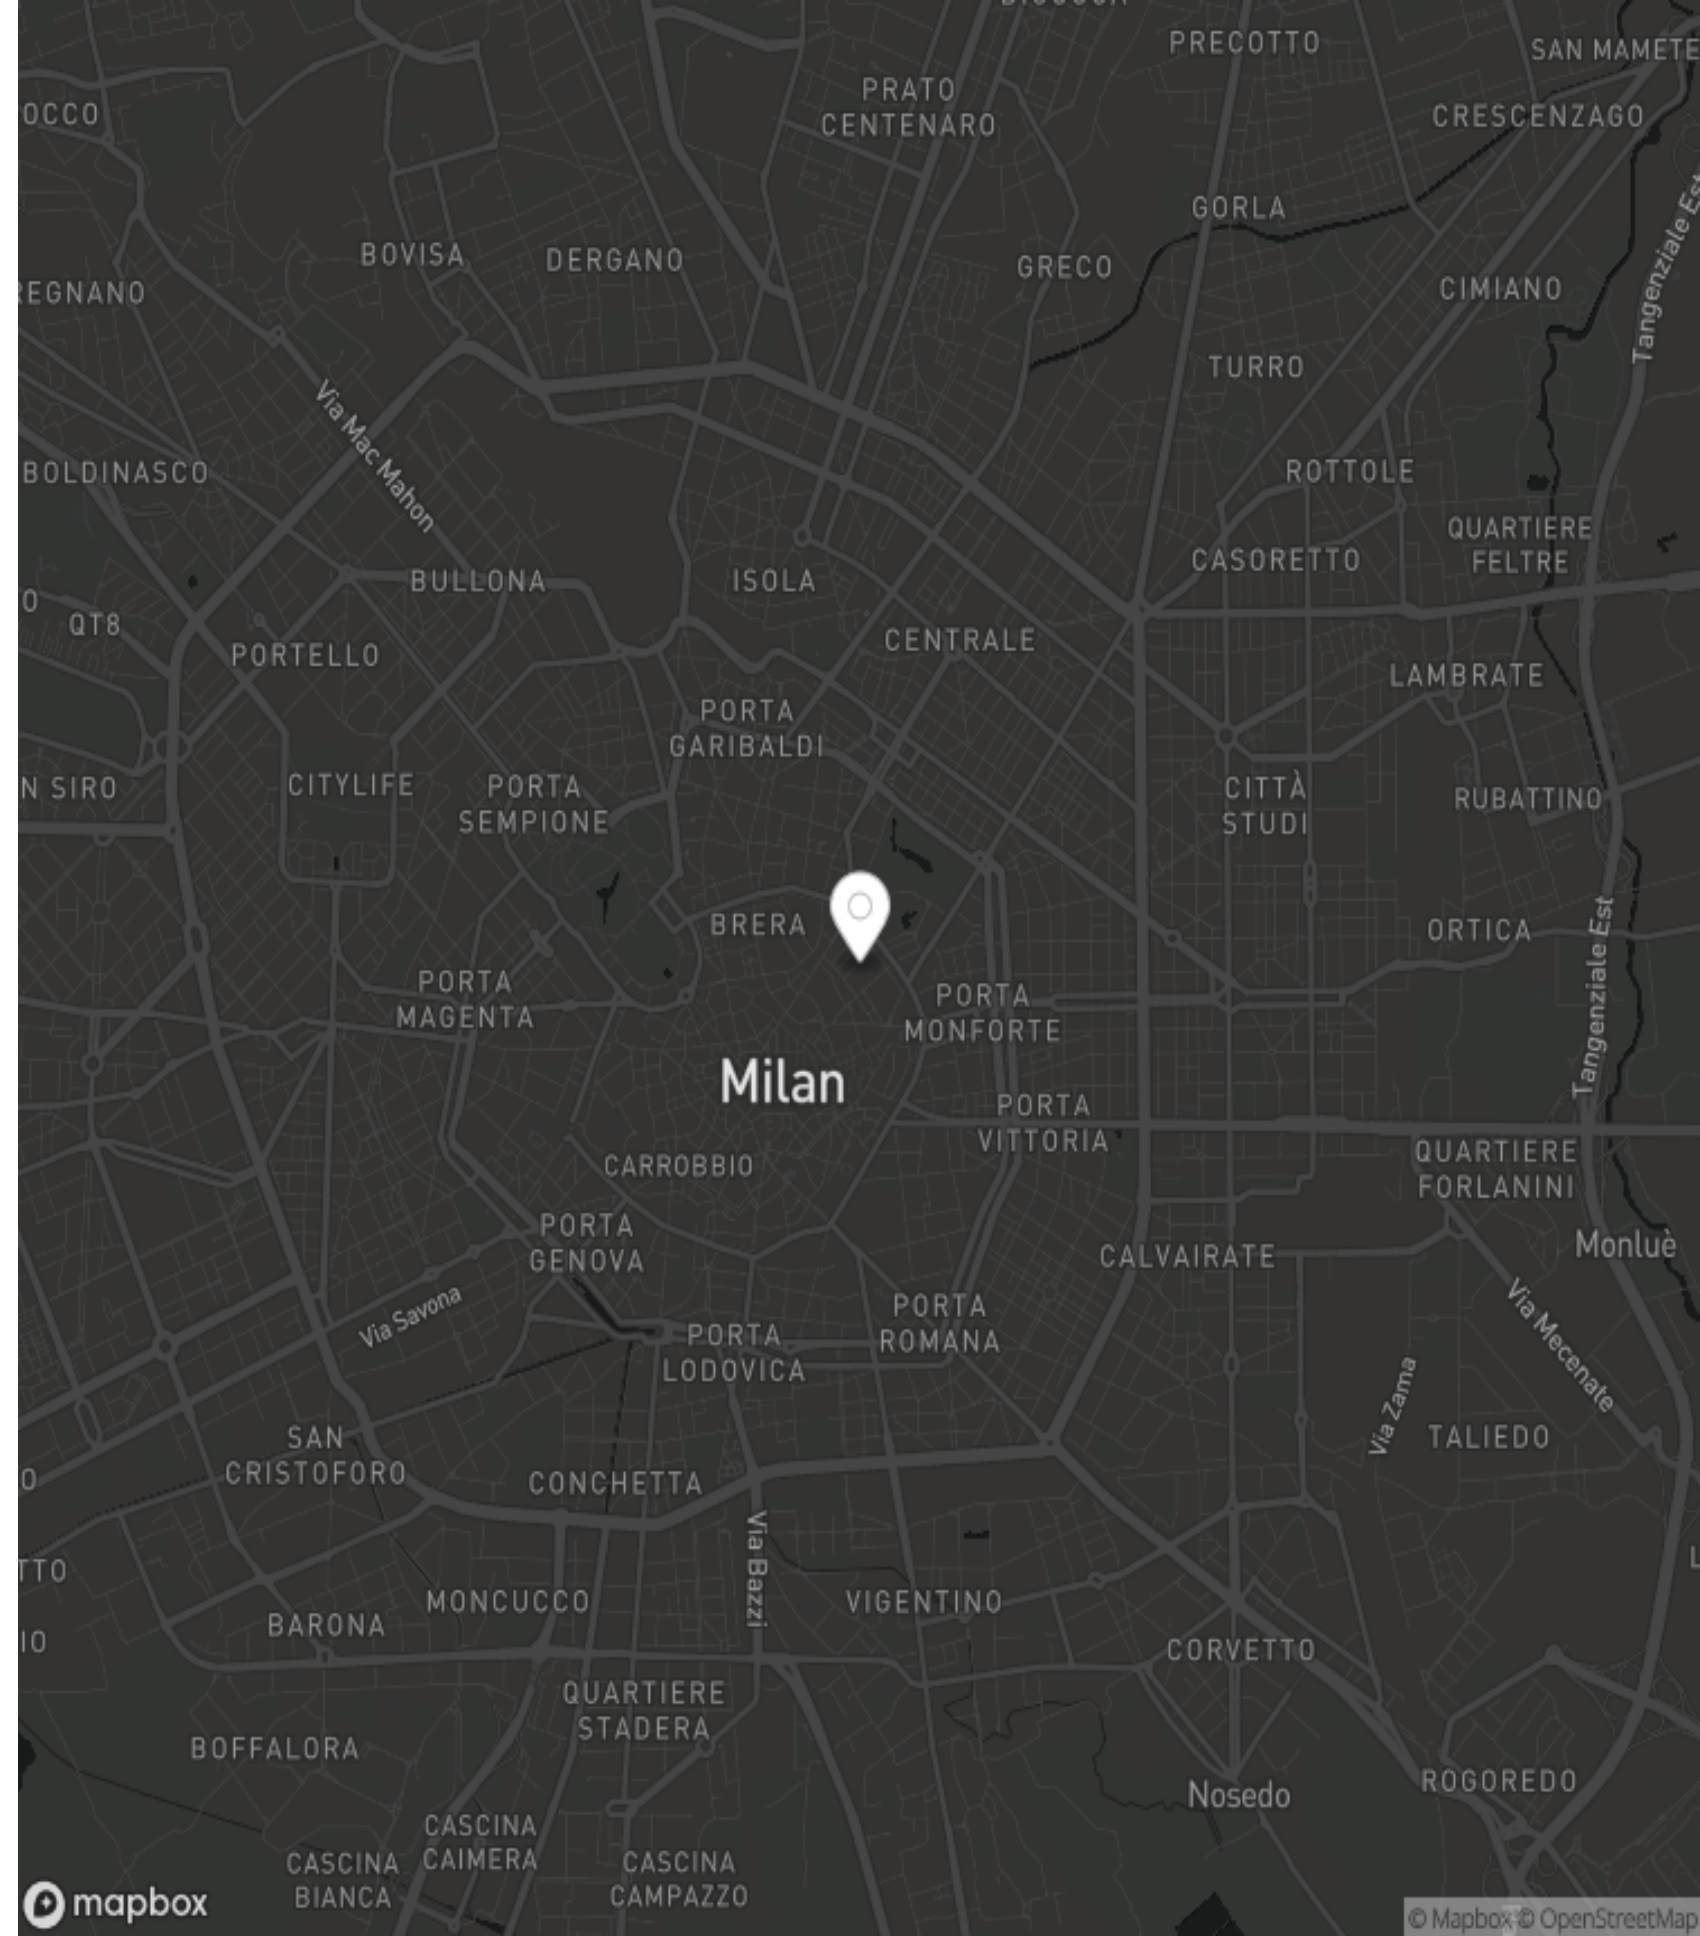 PRECOTTO
SAN MAMETE
PRATO
CENTENARO
CRESCENZAGO
OCCO
GORLA
BOVISA
DERGANO
GRECO
CIMIANO
REGNANO
Tangenziale Est
TURRO
Via Mac Mahon
BOLDINASCO
ROTTOLE
QUARTIERE
FELTRE
CASORETTO
BULLONA
ISOLA
O
QT8
PORTELLO
CENTRALE
LAMBRATE
PORTA
GARIBALDI
N SIRO
CITYLIFE
PORTA
SEMPIONE
CITTÀ
STUDI
RUBATTINO
BRERA
ORTICA
Tangenziale Est
PORTA
MAGENTA
PORTA
MONFORTE
Milan
PORTA
VITTORIA
CARROBBIO
QUARTIERE
FORLANINI
PORTA
GENOVA
CALVAIRATE
Monluè
Via Savona
PORTA
ROMANA
PORTA
LODOVICA
Via Mecenate
Via Zama
SAN
CRISTOFORO
TALIEDO
O
CONCHETTA
Via Bazzi
TTO
L
MONCUCCO
VIGENTINO
BARONA
IO
CORVETTO
QUARTIERE
STADERA
BOFFALORA
ROGOREDO
Nosedo
CASCINA
CAIMERA
CASCINA
BIANCA
CASCINA
CAMPAZZO
mapbox
© Mapbox © OpenStreetMap